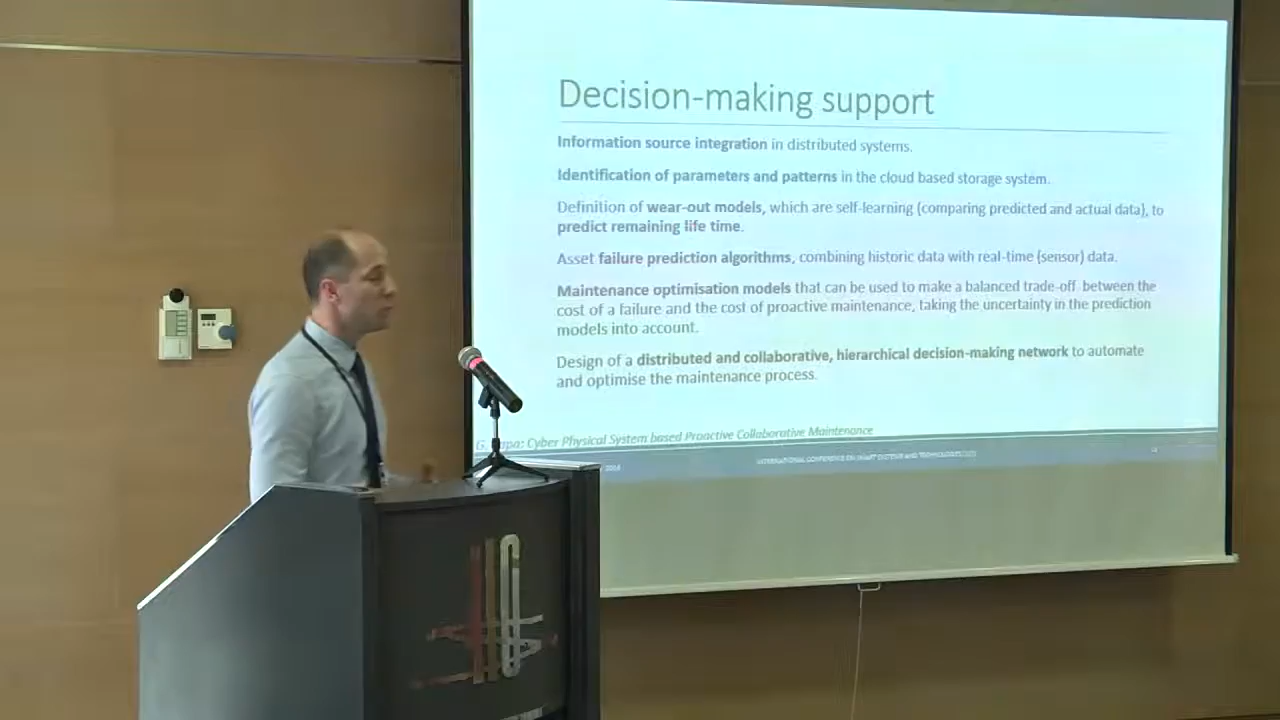 Decision-making support
Information source integration in distributed systems.
Identification of parameters and patterns in the cloud based storage system.
Definition of wear-out models, which are self-learning (comparing predicted and actual data), to
predict remaining life time.
Asset failure prediction algorithms, combining historic data with real-time (sensor) data.
Maintenance optimisation models that can be used to make a balanced trade-off between the
cost of a failure and the cost of proactive maintenance, taking the uncertainty in the prediction
models into account.
Design of a distributed and collaborative, hierarchical decision-making network to automate
and optimise the maintenance process.
G. : Cyber Physical System based Proactive Collaborative Maintenance
INTERNATIONAL CONFERENCE ON SMART SYSTEMS AND TECHNOLOGIES